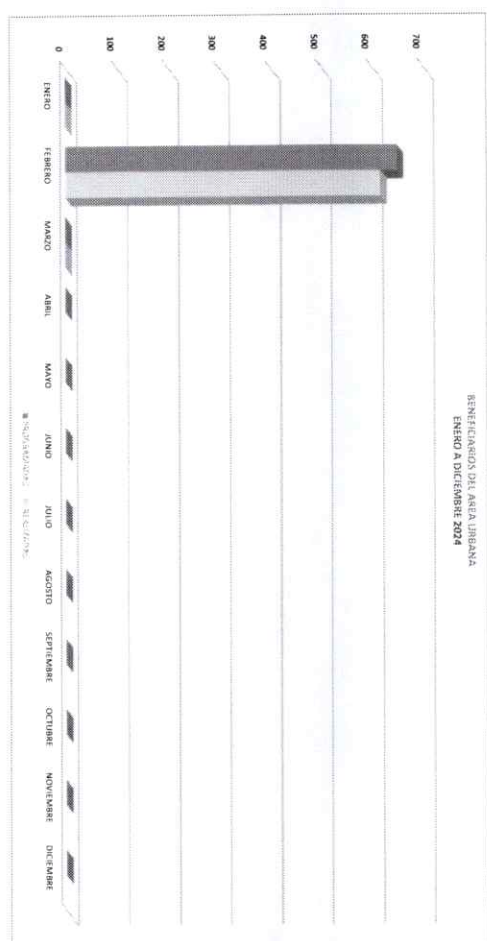 BENEFICIARIOS DEL AREA URBANA
ENERO A DICIEMBRE 2024
700
600
500
400
300
200
100
0
ENERO
FEBRERO
MARZO
ABRIL
MAYO
JUNIO
JULIO
AGOSTO
SEPTIEMBRE
OCTUBRE
NOVIEMBRE
DICIEMBRE